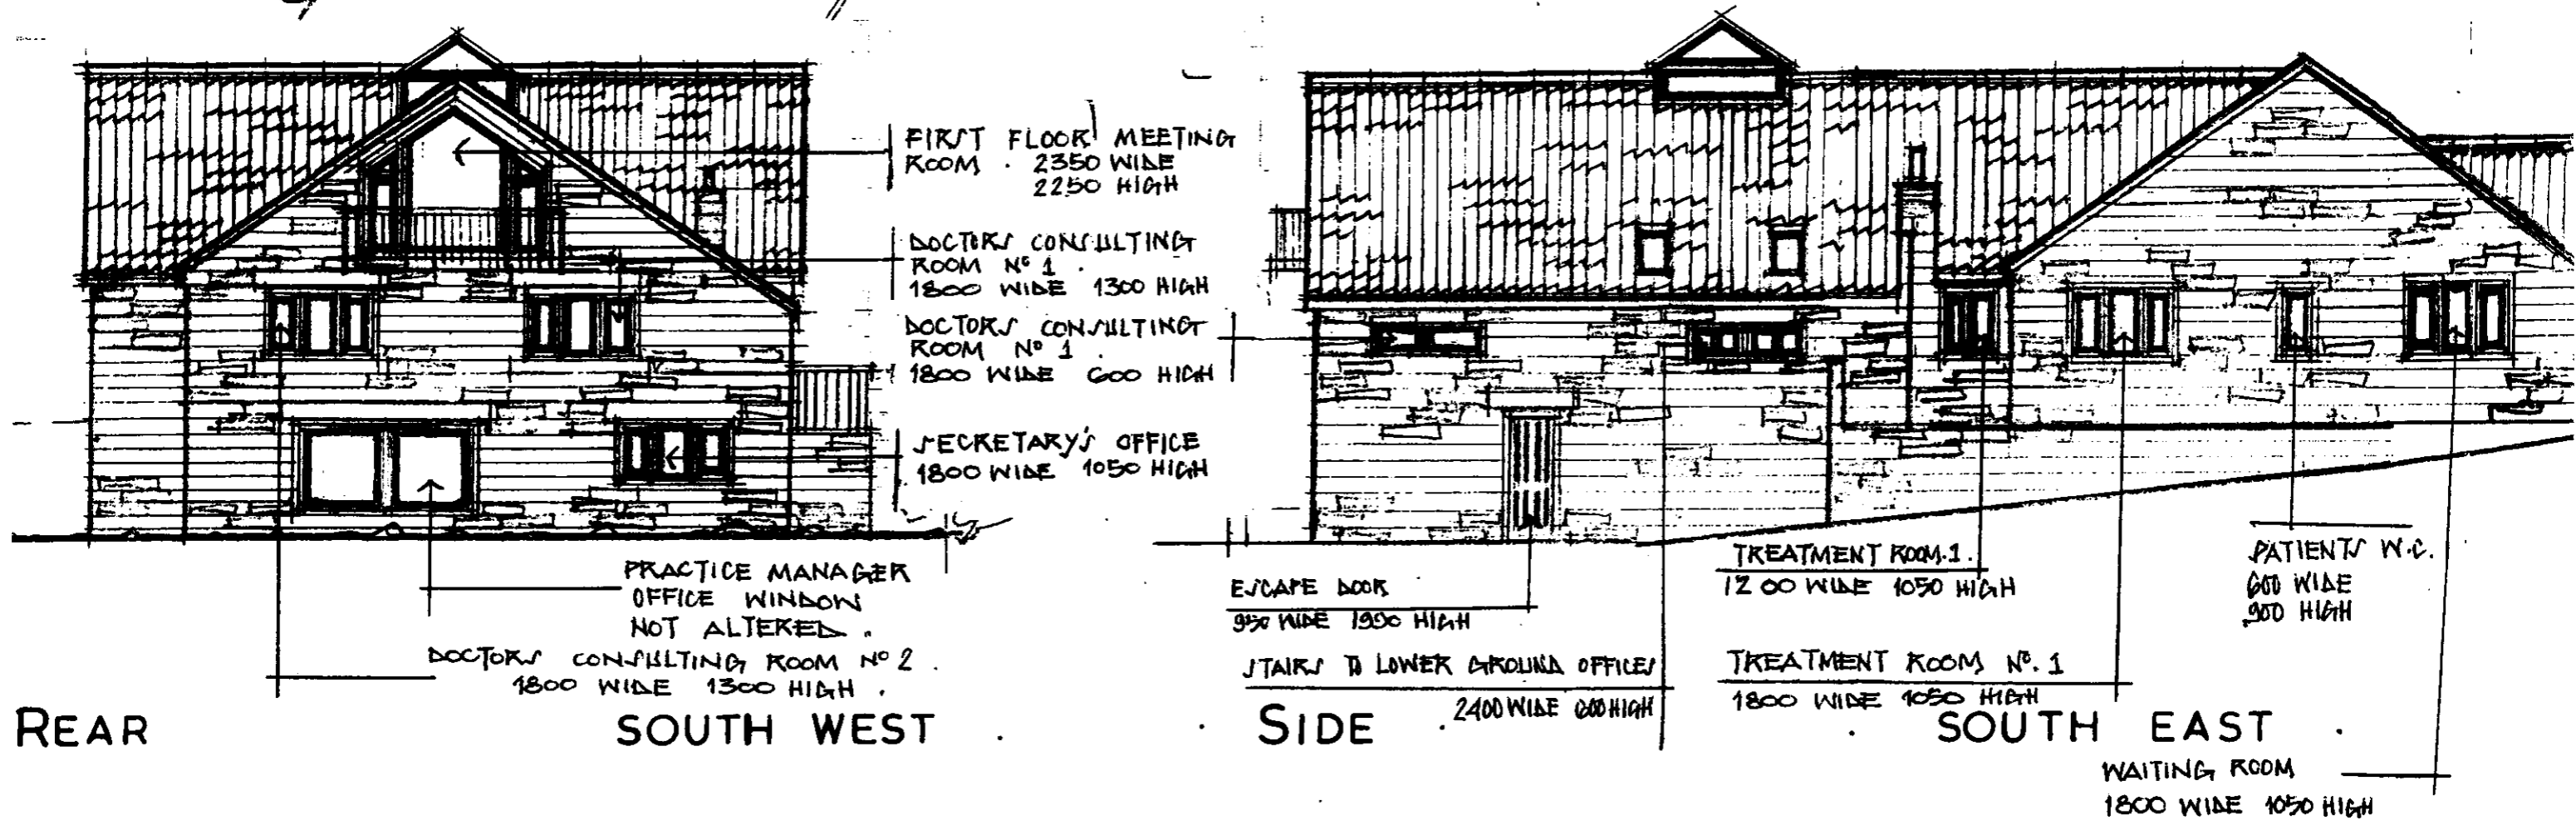 FIRST FLOOR MEETING
ROOM . 2350 WIDE
2250 HIGH
DOCTORS CONSULTING
ROOM Nº 1 .
1800 WIDE 1300 HIGH
DOCTORS CONSULTING
ROOM Nº 1 .
1800 WIDE 600 HIGH
SECRETARY'S OFFICE
1800 WIDE 1050 HIGH
PRACTICE MANAGER
OFFICE WINDOW
NOT ALTERED .
DOCTORS CONSULTING ROOM Nº 2 .
1800 WIDE 1300 HIGH .
REAR
SOUTH WEST .
ESCAPE DOOR
WIDE HIGH
STAIRS TO LOWER GROUND OFFICES
2400 WIDE 600 HIGH
TREATMENT ROOM.1.
1200 WIDE 1050 HIGH
TREATMENT ROOM Nº. 1
1800 WIDE 1050 HIGH
PATIENTS W.C.
600 WIDE
900 HIGH
SIDE
SOUTH EAST .
WAITING ROOM
1800 WIDE 1050 HIGH